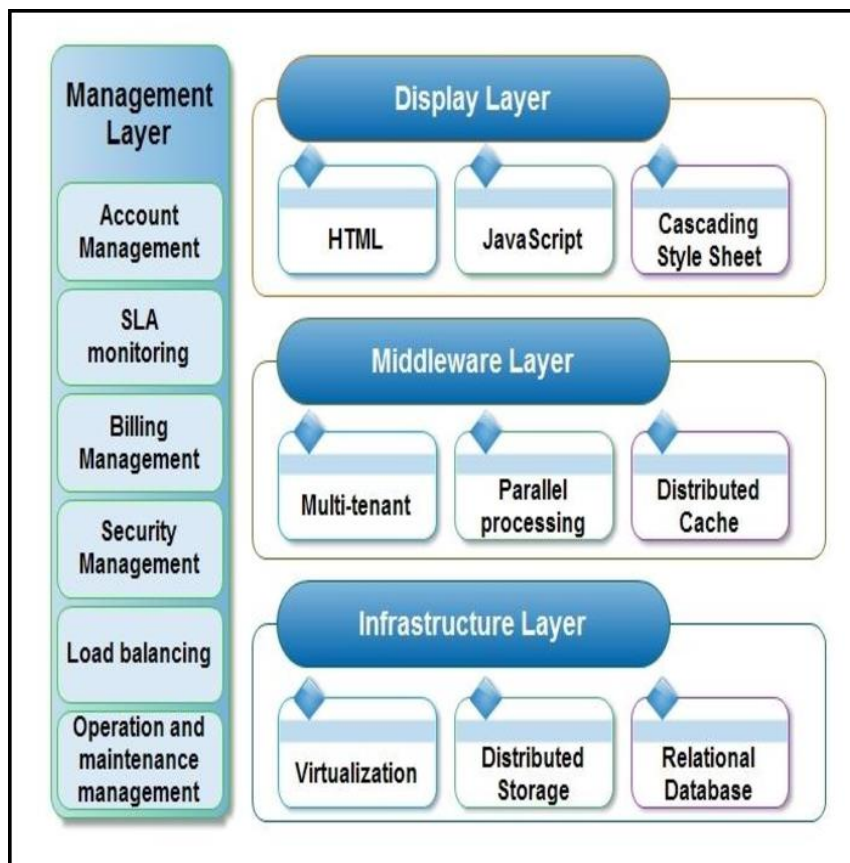 Management
Layer
Account
Management
SLA
monitoring
Billing
Management
Security
Management
Load balancing
Operation and
maintenance
management
Display Layer
HTML
JavaScript
Cascading
Style Sheet
Middleware Layer
Multi-tenant
Parallel
processing
Distributed
Cache
Infrastructure Layer
Virtualization
Distributed
Storage
Relational
Database